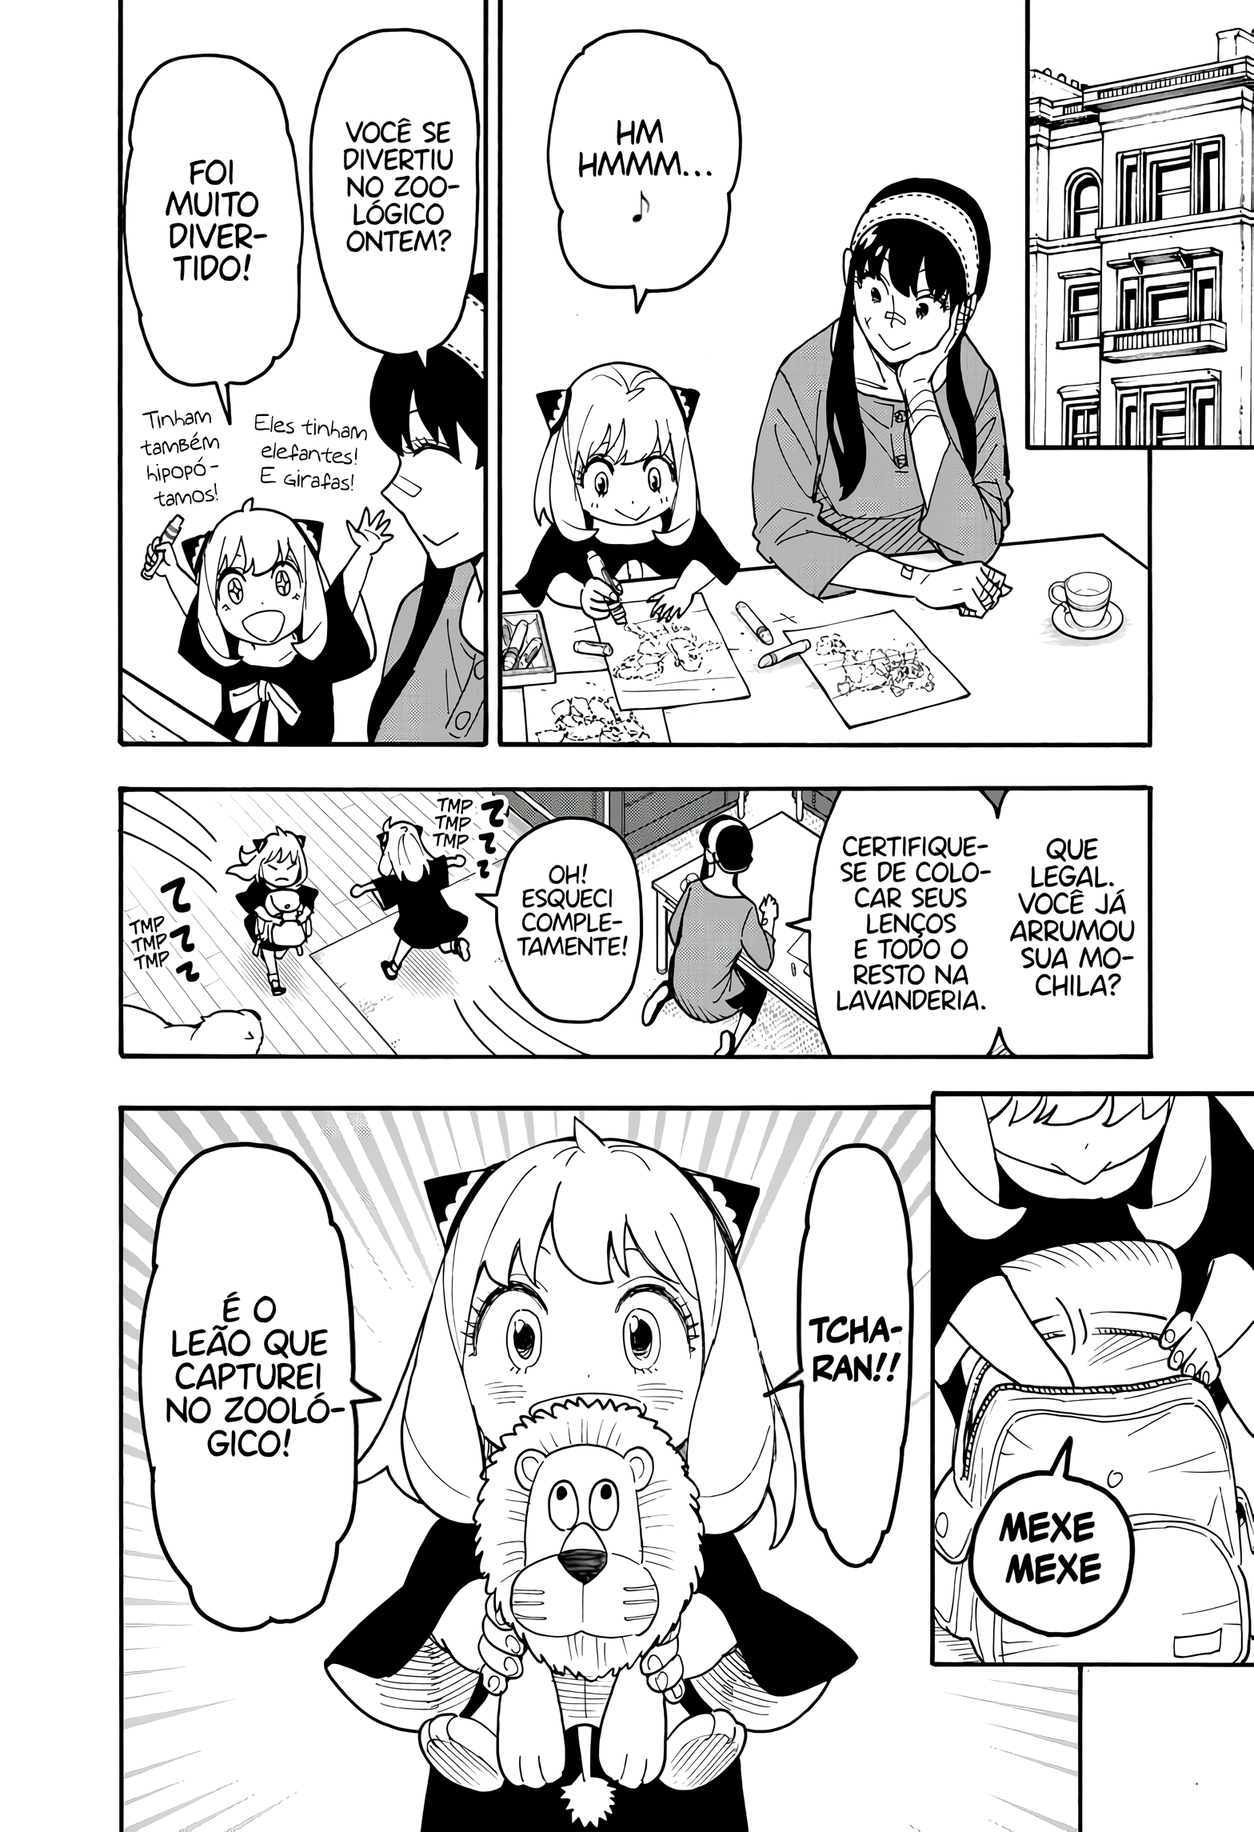 HM
HMMM...
♪
VOCÊ SE
DIVERTIU
NO ZOO-
LÓGICO
ONTEM?
FOI
MUITO
DIVER-
TIDO!
Eles tinham
elefantes!
E Girafas!
Tinham
também
hipopó-
tamos!
QUE
LEGAL.
VOCÊ JÁ
ARRUMOU
SUA MO-
CHILA?
CERTIFIQUE-
SE DE COLO-
CAR SEUS
LENÇOS
E TODO O
RESTO NA
LAVANDERIA.
OH!
ESQUECI
COMPLE-
TAMENTE!
TMP
TMP
TMP
TMP
TMP
TMP
MEXE
MEXE
TCHA-
RAN!!
É O
LEÃO QUE
CAPTUREI
NO ZOOLÓ-
GICO!